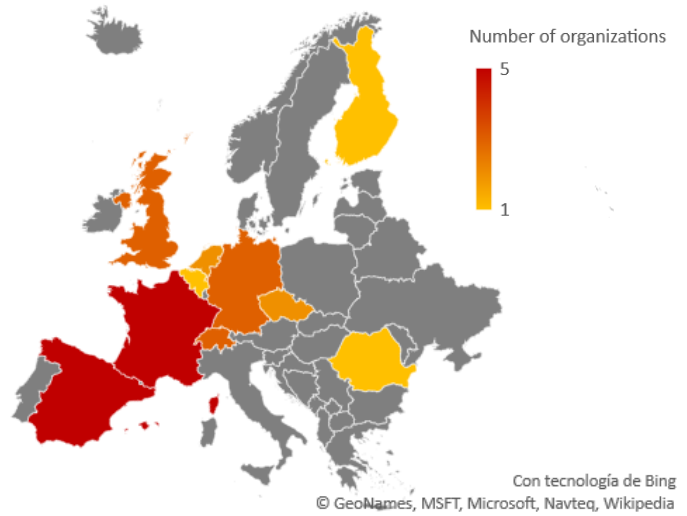 Number of organizations
5
1
Con tecnología de Bing
© GeoNames, MSFT, Microsoft, Navteq, Wikipedia